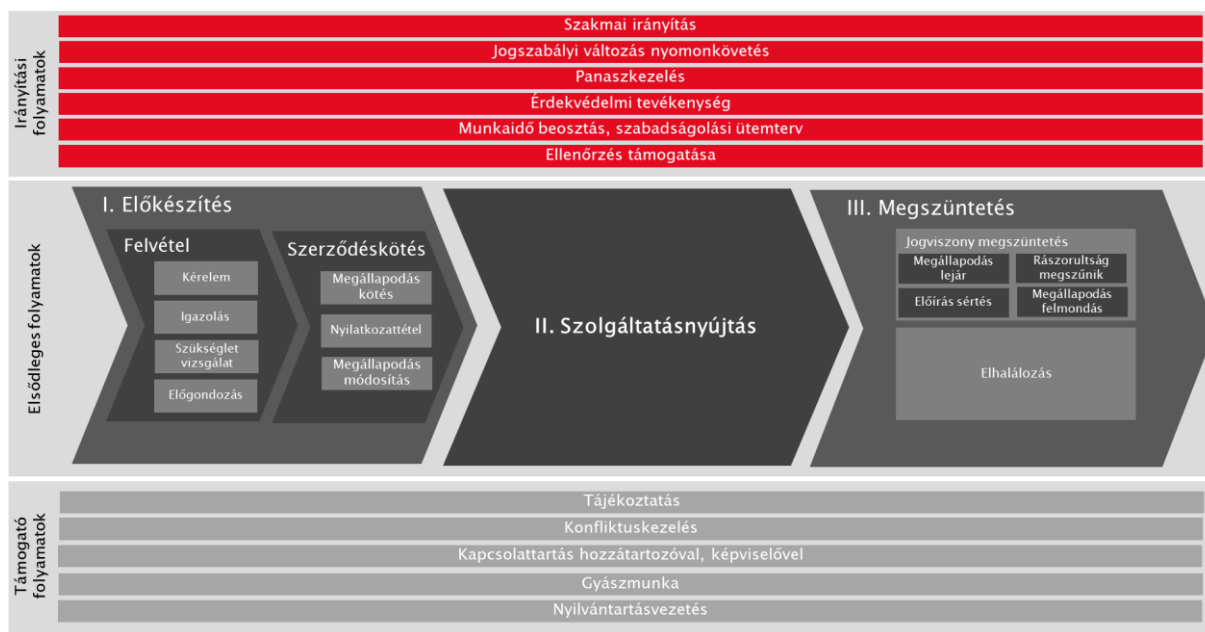 Irányítási
folyamatok
Szakmai irányítás
Jogszabályi változás nyomonkövetés
Panaszkezelés
Érdekvédelmi tevékenység
Munkaidő beosztás, szabadságolási ütemterv
Ellenőrzés támogatása
Elsődleges folyamatok
I. Előkészítés
Felvétel
Kérelem
Igazolás
Szükséglet
vizsgálat
Előgondozás
Szerződéskötés
Megállapodás
kötés
Nyilatkozattétel
Megállapodás
módosítás
II. Szolgáltatásnyújtás
III. Megszüntetés
Jogviszony megszüntetés
Megállapodás
lejár
Rászorultság
megszűnik
Előírás sértés
Megállapodás
felmondás
Elhalálozás
Támogató
folyamatok
Tájékoztatás
Konfliktuskezelés
Kapcsolattartás hozzátartozóval, képviselővel
Gyászmunka
Nyilvántartásvezetés